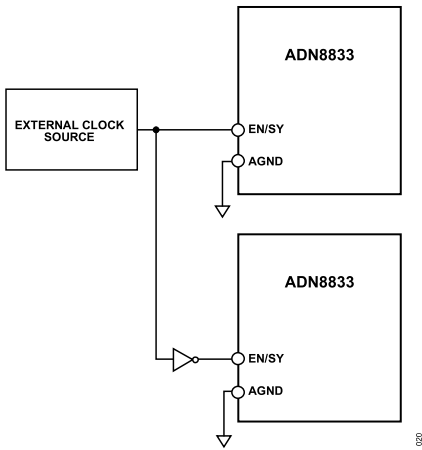 ADN8833
EXTERNAL CLOCK
SOURCE
EN/SY
AGND
ADN8833
EN/SY
AGND
020